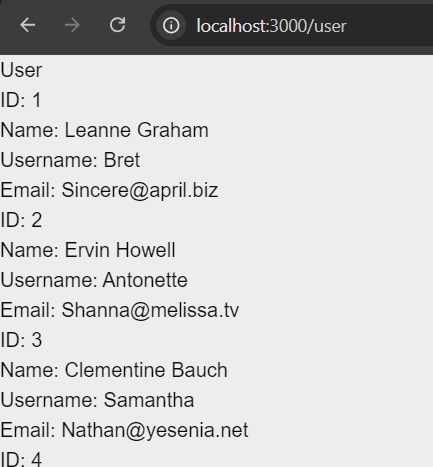 localhost:3000/user
User
ID: 1
Name: Leanne Graham
Username: Bret
Email: Sincere@april.biz
ID: 2
Name: Ervin Howell
Username: Antonette
Email: Shanna@melissa.tv
ID: 3
Name: Clementine Bauch
Username: Samantha
Email: Nathan@yesenia.net
ID: 4